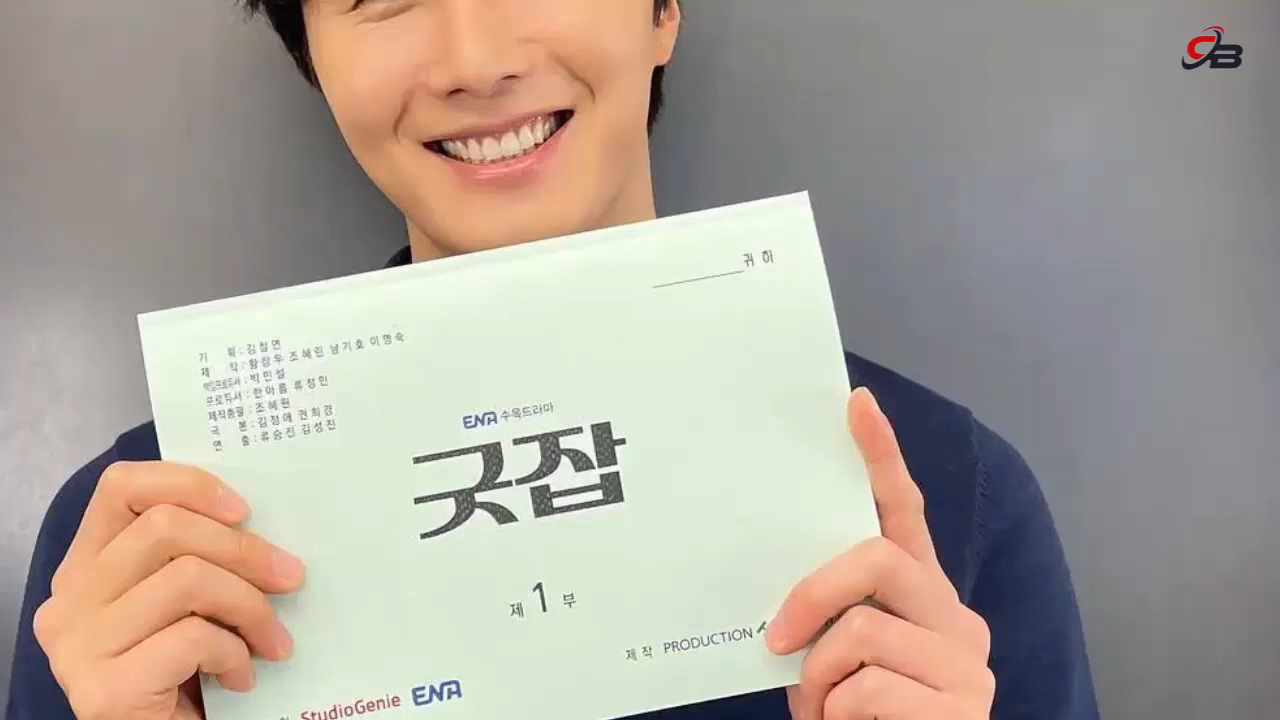 CB
귀하
기 획 : 김철연
제 작 : 황창우 조혜린 남기호 이명숙
책임프로듀서 : 박민설
프로듀서 : 한아름 류정민
제작총괄 : 조혜원
극 본 : 김정애 권희경
연 출 : 류승진 김성진
ENA 수목드라마
굿잡
제 1 부
제작 PRODUCTION
StudioGenie ENA